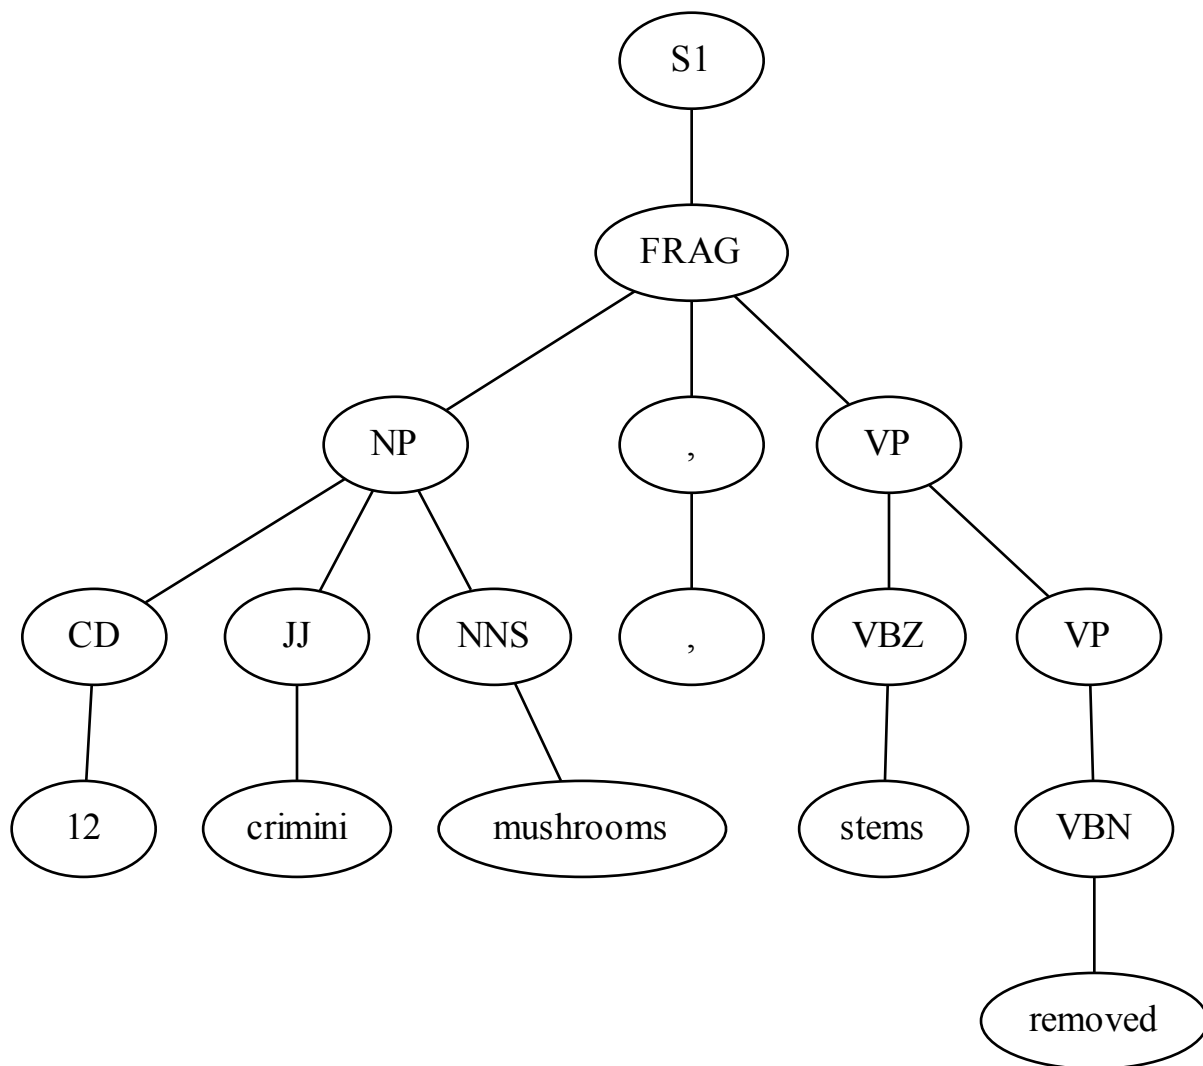 S1
FRAG
NP , VP
CD JJ NNS , VBZ VP
12 crimini mushrooms stems VBN
removed